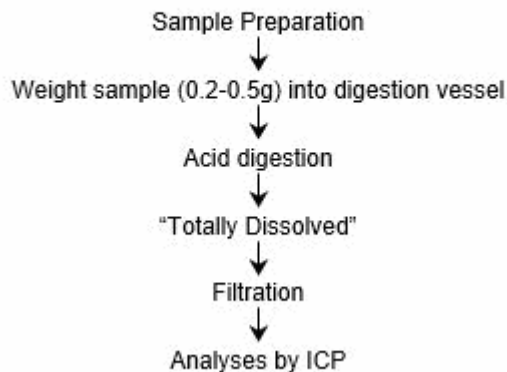 Sample Preparation
Weight sample (0.2-0.5g) into digestion vessel
Acid digestion
“Totally Dissolved”
Filtration
Analyses by ICP